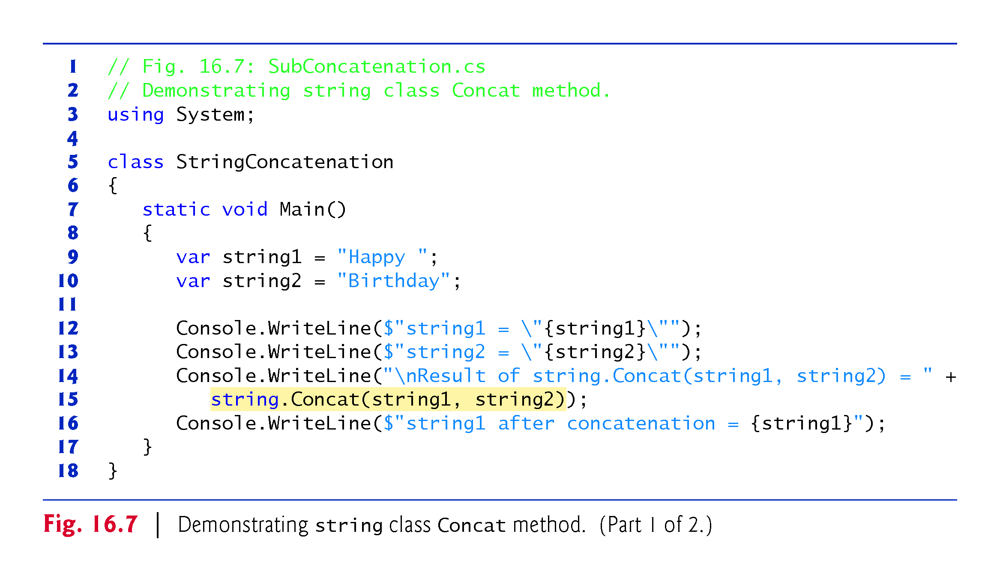 1 // Fig. 16.7: SubConcatenation.cs
2 // Demonstrating string class Concat method.
3 using System;
4
5 class StringConcatenation
6 {
7    static void Main()
8    {
9       var string1 = "Happy ";
10       var string2 = "Birthday";
11
12       Console.WriteLine($"string1 = \"{string1}\"");
13       Console.WriteLine($"string2 = \"{string2}\"");
14       Console.WriteLine("\nResult of string.Concat(string1, string2) = " +
15          string.Concat(string1, string2));
16       Console.WriteLine($"string1 after concatenation = {string1}");
17    }
18 }
Fig. 16.7 | Demonstrating string class Concat method. (Part 1 of 2.)